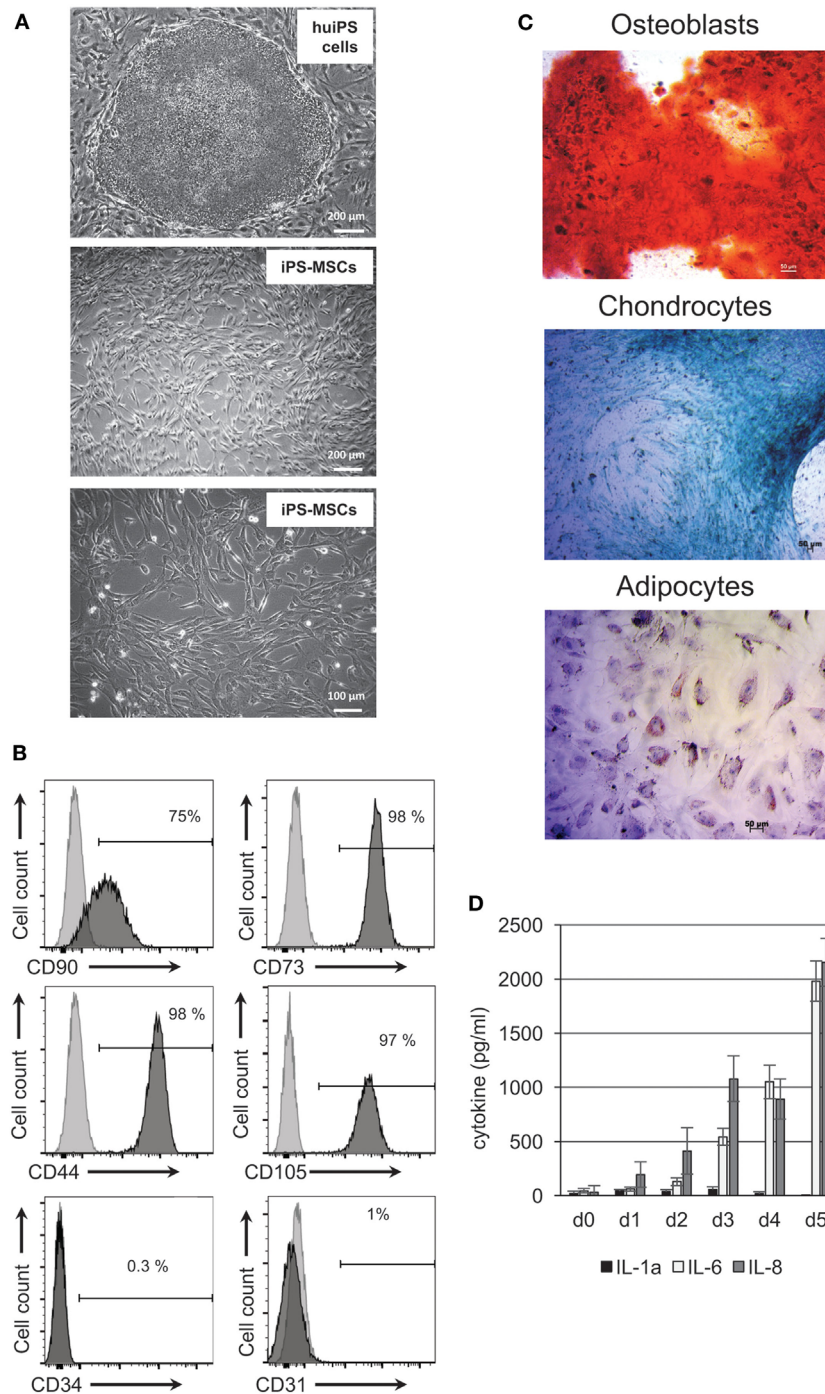 A
huiPS
cells
200 µm
iPS-MSCs
200 µm
iPS-MSCs
100 µm
B
Cell count
75%
CD90
Cell count
98 %
CD73
Cell count
98 %
CD44
Cell count
97 %
CD105
Cell count
0.3 %
CD34
Cell count
1%
CD31
C
Osteoblasts
50 µm
Chondrocytes
50 µm
Adipocytes
50 µm
D
cytokine (pg/ml)
2500
2000
1500
1000
500
0
d0 d1 d2 d3 d4 d5
IL-1a IL-6 IL-8